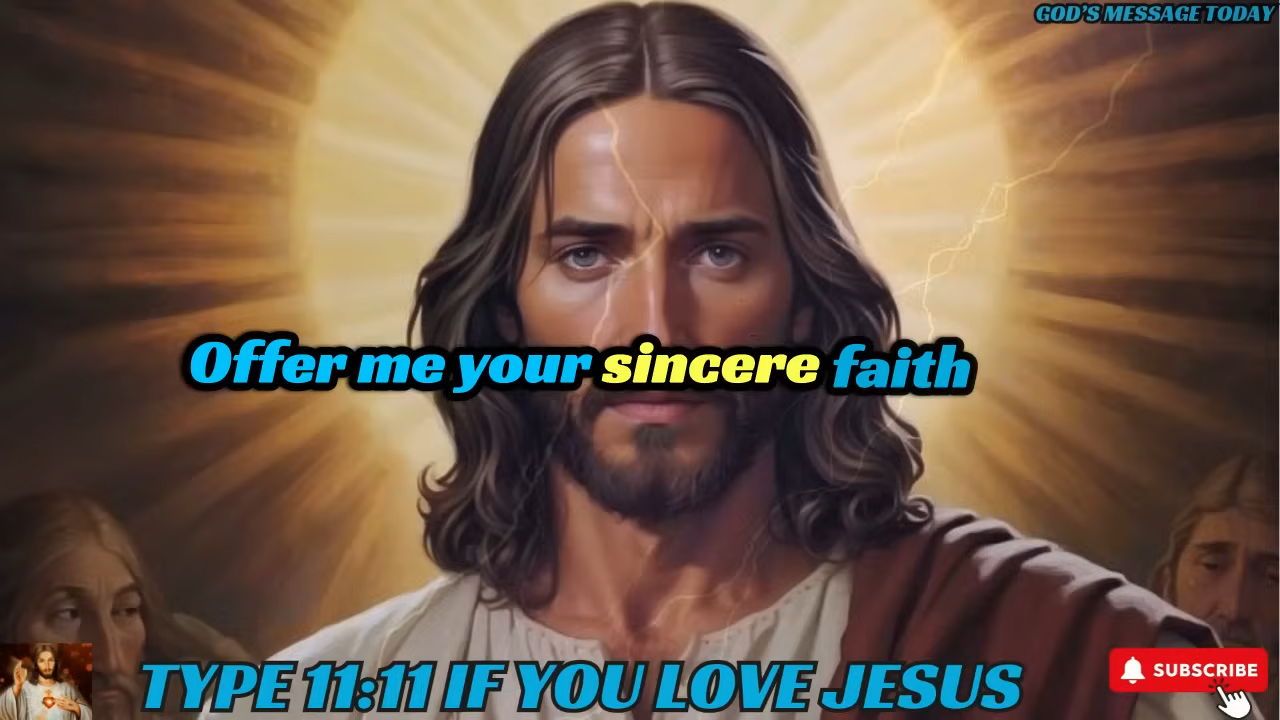 GOD'S MESSAGE TODAY
Offer me your sincere faith
TYPE 11:11 IF YOU LOVE JESUS
SUBSCRIBE